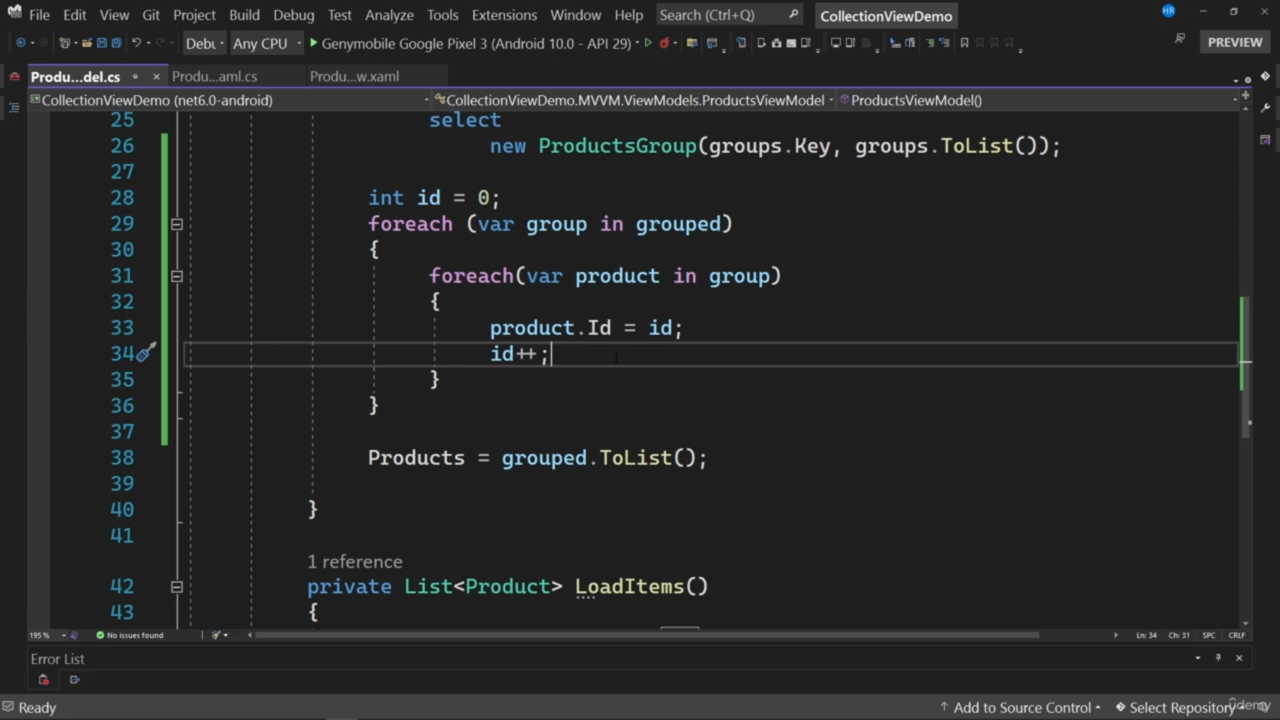 File Edit View Git Project Build Debug Test Analyze Tools Extensions Window Help Search (Ctrl+Q) CollectionViewDemo HR
Debu Any CPU Genymobile Google Pixel 3 (Android 10.0 - API 29) PREVIEW
Produ...del.cs Produ...aml.cs Produ...w.xaml
CollectionViewDemo (net6.0-android) CollectionViewDemo.MVVM.ViewModels.ProductsViewModel ProductsViewModel()
25 select
26 new ProductsGroup(groups.Key, groups.ToList());
27
28 int id = 0;
29 foreach (var group in grouped)
30 {
31 foreach(var product in group)
32 {
33 product.Id = id;
34 id++;
35 }
36 }
37
38 Products = grouped.ToList();
39
40 }
41
1 reference
42 private List<Product> LoadItems()
43 {
195 % No issues found Ln: 34 Ch: 31 SPC CRLF
Error List
Ready Add to Source Control Select Repository
Udemy